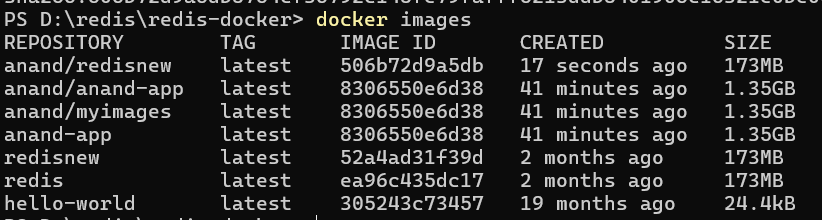 PS D:\redis\redis-docker> docker images
REPOSITORY TAG IMAGE ID CREATED SIZE
anand/redisnew latest 506b72d9a5db 17 seconds ago 173MB
anand/anand-app latest 8306550e6d38 41 minutes ago 1.35GB
anand/myimages latest 8306550e6d38 41 minutes ago 1.35GB
anand-app latest 8306550e6d38 41 minutes ago 1.35GB
redisnew latest 52a4ad31f39d 2 months ago 173MB
redis latest ea96c435dc17 2 months ago 173MB
hello-world latest 305243c73457 19 months ago 24.4kB